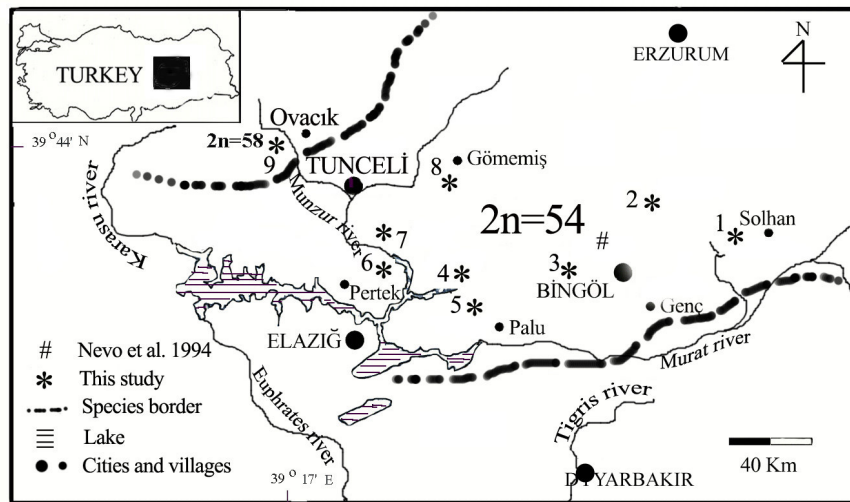 TURKEY
N
ERZURUM
39 °44' N
Ovacık
2n=58
9
TUNCELİ
8
Gömemiş
Munzur river
Karasu river
2n=54
2
#
1
Solhan
7
6
4
3
5
Pertek
BİNGÖL
Genç
ELAZIĞ
Palu
Murat river
Euphrates river
Tigris river
# Nevo et al. 1994
* This study
Species border
Lake
Cities and villages
39 ° 17' E
DİYARBAKIR
40 Km